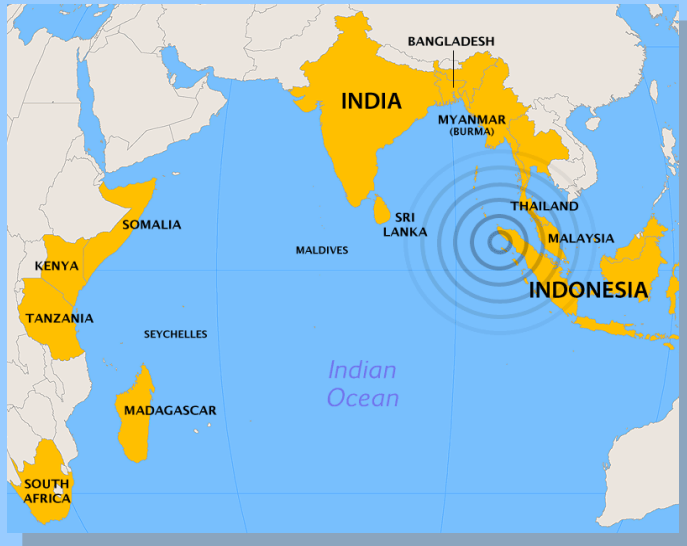 BANGLADESH
INDIA
MYANMAR
(BURMA)
THAILAND
SRI
LANKA
SOMALIA
MALAYSIA
MALDIVES
KENYA
INDONESIA
TANZANIA
SEYCHELLES
Indian
Ocean
MADAGASCAR
SOUTH
AFRICA